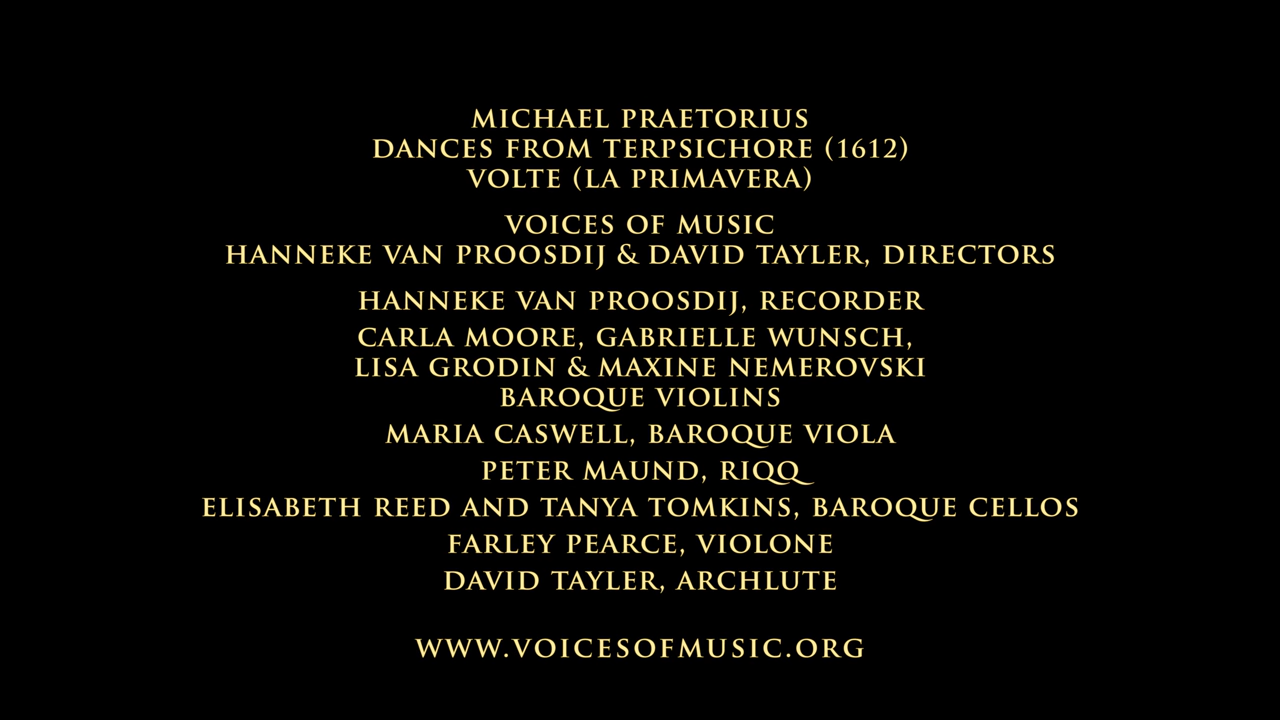 MICHAEL PRAETORIUS
DANCES FROM TERPSICHORE (1612)
VOLTE (LA PRIMAVERA)
VOICES OF MUSIC
HANNEKE VAN PROOSDIJ & DAVID TAYLER, DIRECTORS
HANNEKE VAN PROOSDIJ, RECORDER
CARLA MOORE, GABRIELLE WUNSCH,
LISA GRODIN & MAXINE NEMEROVSKI
BAROQUE VIOLINS
MARIA CASWELL, BAROQUE VIOLA
PETER MAUND, RIQQ
ELISABETH REED AND TANYA TOMKINS, BAROQUE CELLOS
FARLEY PEARCE, VIOLONE
DAVID TAYLER, ARCHLUTE
WWW.VOICESOFMUSIC.ORG